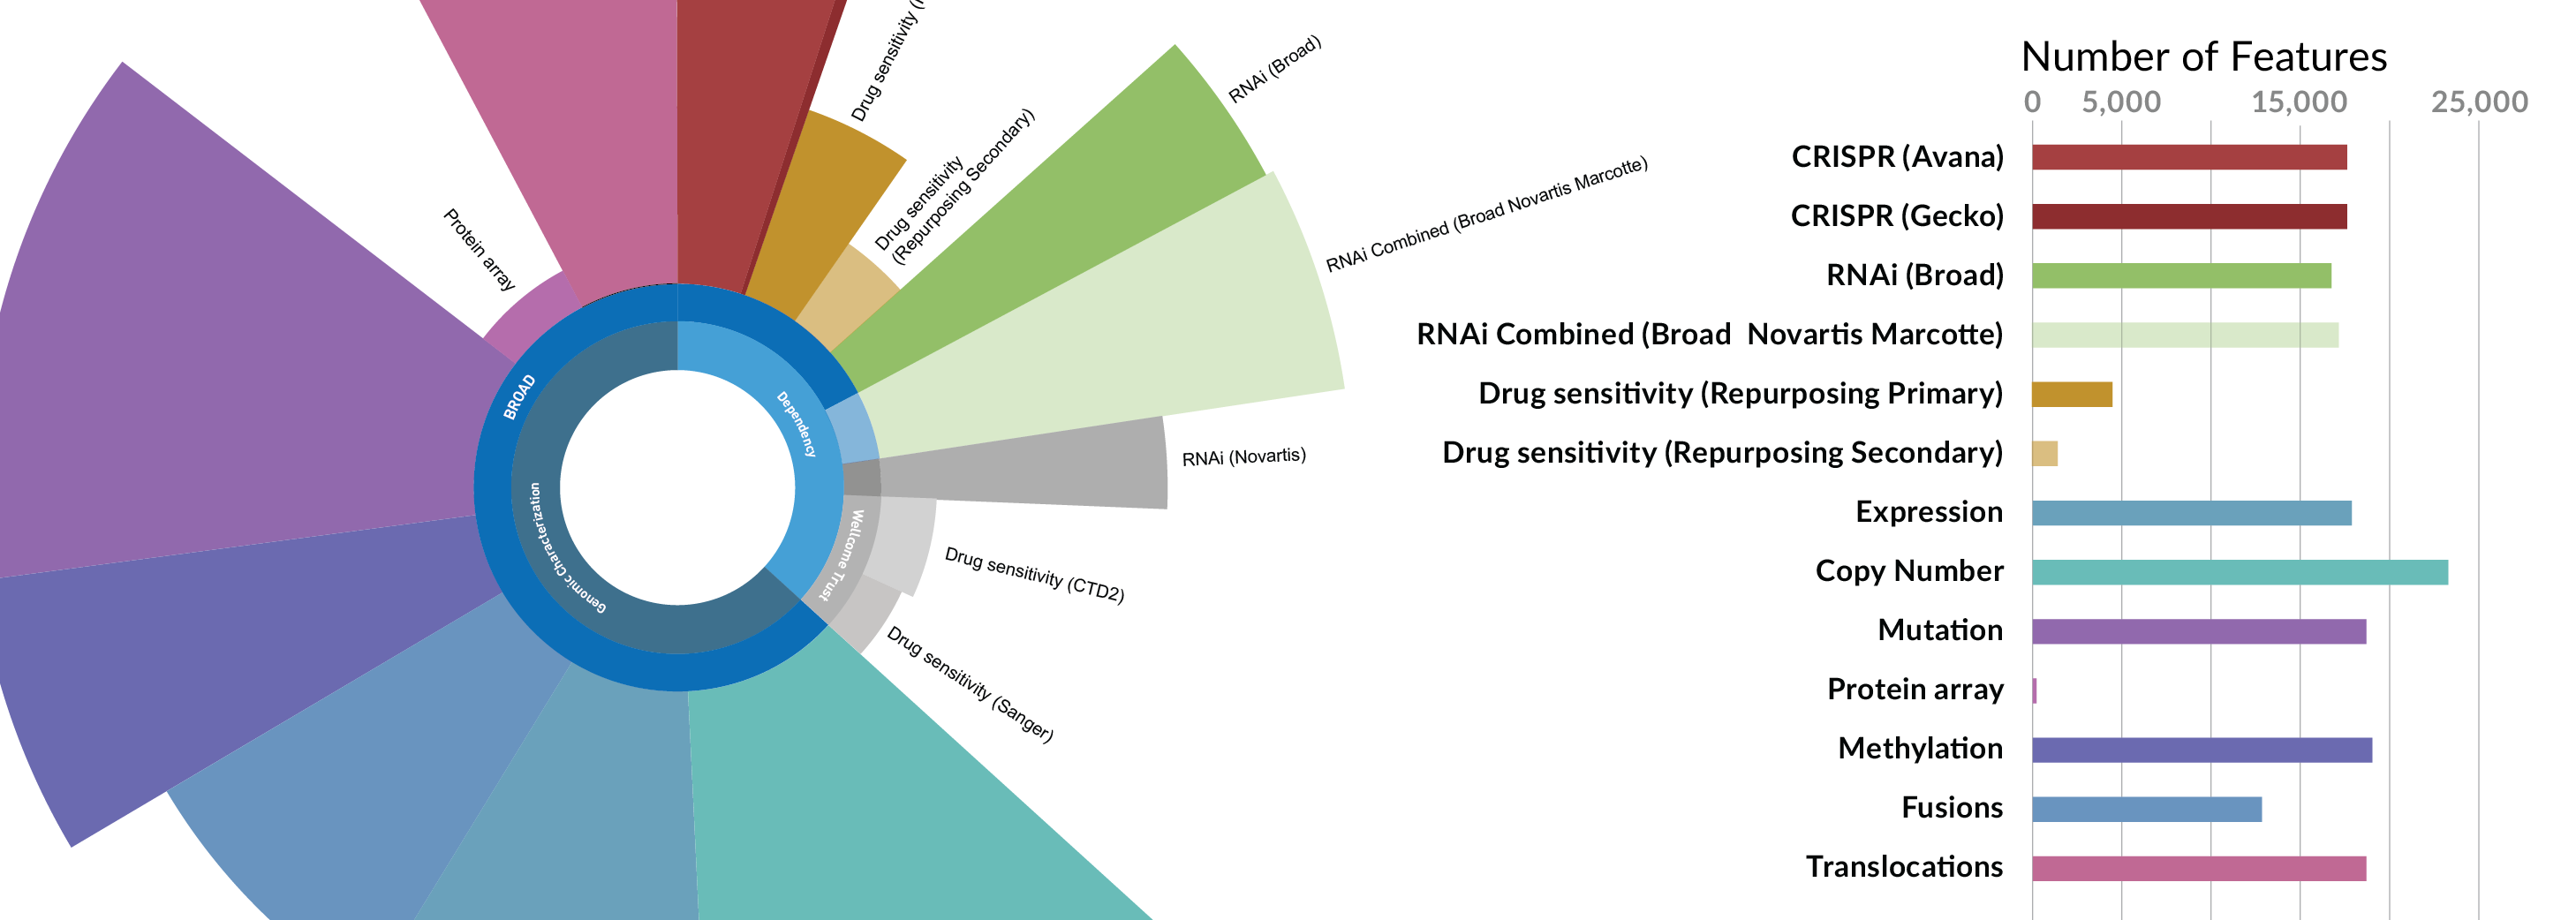 Drug sensitivity (
Drug sensitivity
(Repurposing Secondary)
RNAi (Broad)
RNAi Combined (Broad Novartis Marcotte)
RNAi (Novartis)
Drug sensitivity (CTD2)
Drug sensitivity (Sanger)
Protein array
BROAD
Dependency
Genomic Characterization
Wellcome Trust
Number of Features
0 5,000 15,000 25,000
CRISPR (Avana)
CRISPR (Gecko)
RNAi (Broad)
RNAi Combined (Broad  Novartis Marcotte)
Drug sensitivity (Repurposing Primary)
Drug sensitivity (Repurposing Secondary)
Expression
Copy Number
Mutation
Protein array
Methylation
Fusions
Translocations